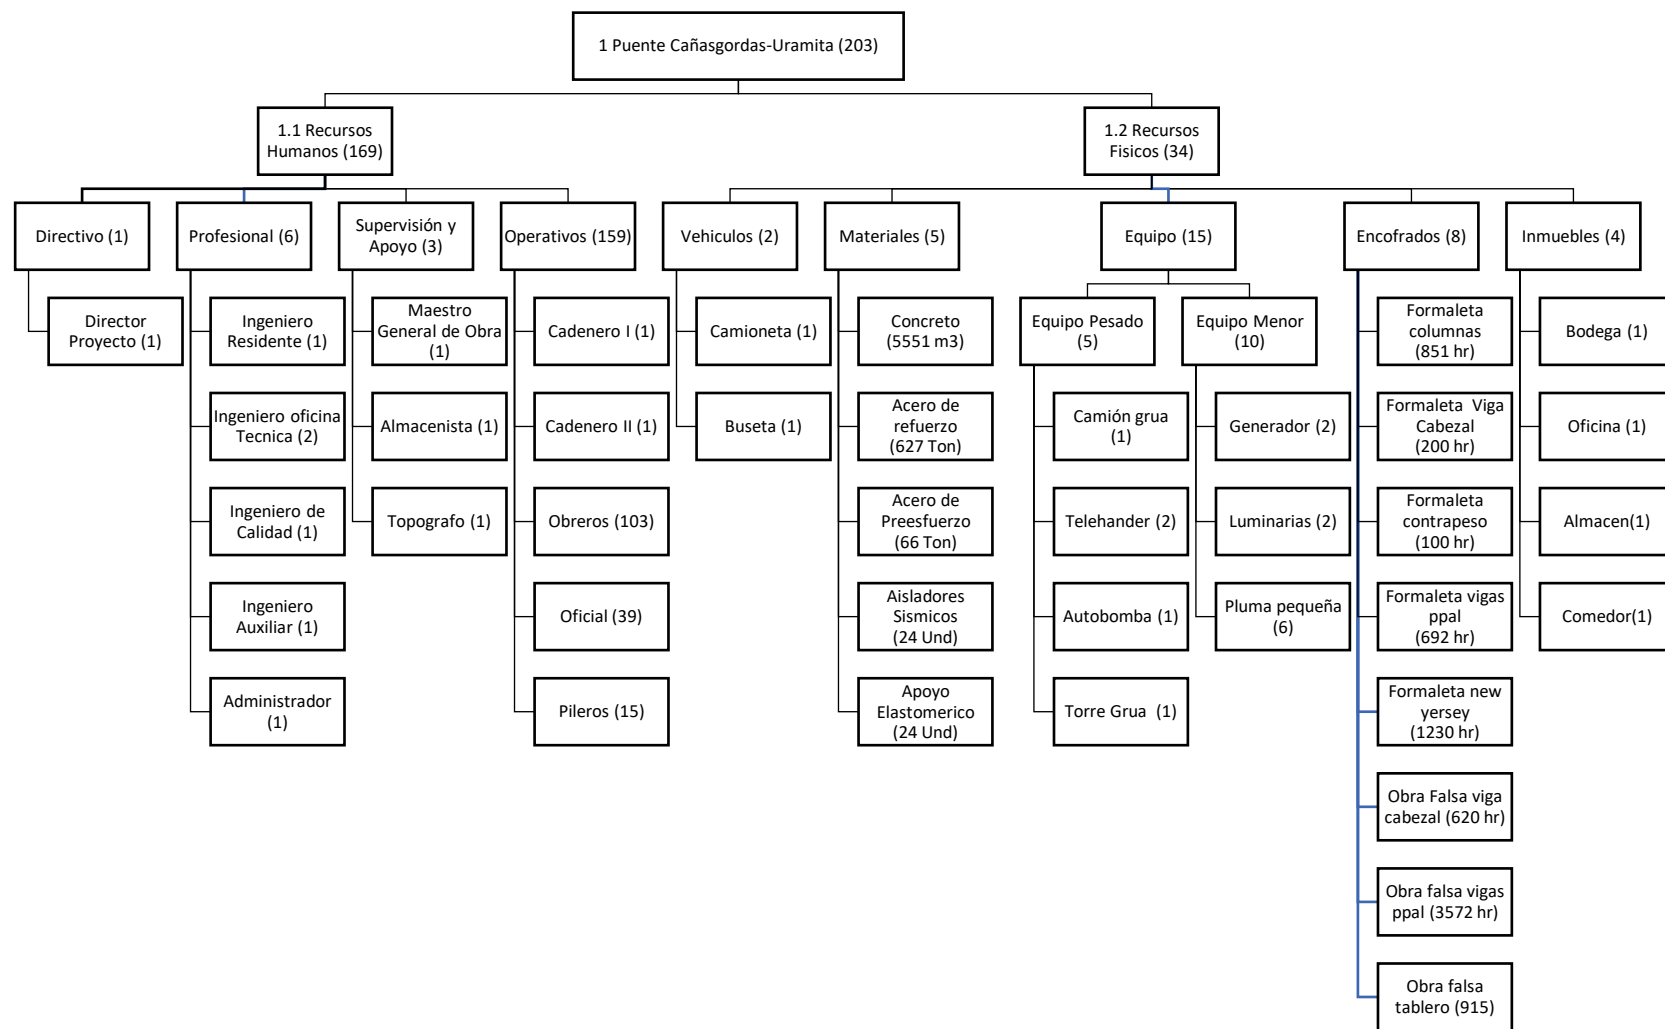 1 Puente Cañasgordas-Uramita (203)
1.1 Recursos
Humanos (169)
1.2 Recursos
Fisicos (34)
Directivo (1)
Profesional (6)
Supervisión y
Apoyo (3)
Operativos (159)
Vehiculos (2)
Materiales (5)
Equipo (15)
Encofrados (8)
Inmuebles (4)
Director
Proyecto (1)
Ingeniero
Residente (1)
Ingeniero oficina
Tecnica (2)
Ingeniero de
Calidad (1)
Ingeniero
Auxiliar (1)
Administrador
(1)
Maestro
General de Obra
(1)
Almacenista (1)
Topografo (1)
Cadenero I (1)
Cadenero II (1)
Obreros (103)
Oficial (39)
Pileros (15)
Camioneta (1)
Buseta (1)
Concreto
(5551 m3)
Acero de
refuerzo
(627 Ton)
Acero de
Preesfuerzo
(66 Ton)
Aisladores
Sismicos
(24 Und)
Apoyo
Elastomerico
(24 Und)
Equipo Pesado
(5)
Camión grua
(1)
Telehander (2)
Autobomba (1)
Torre Grua (1)
Equipo Menor
(10)
Generador (2)
Luminarias (2)
Pluma pequeña
(6)
Formaleta
columnas
(851 hr)
Formaleta Viga
Cabezal
(200 hr)
Formaleta
contrapeso
(100 hr)
Formaleta vigas
ppal
(692 hr)
Formaleta new
yersey
(1230 hr)
Obra Falsa viga
cabezal (620 hr)
Obra falsa vigas
ppal (3572 hr)
Obra falsa
tablero (915)
Bodega (1)
Oficina (1)
Almacen(1)
Comedor(1)